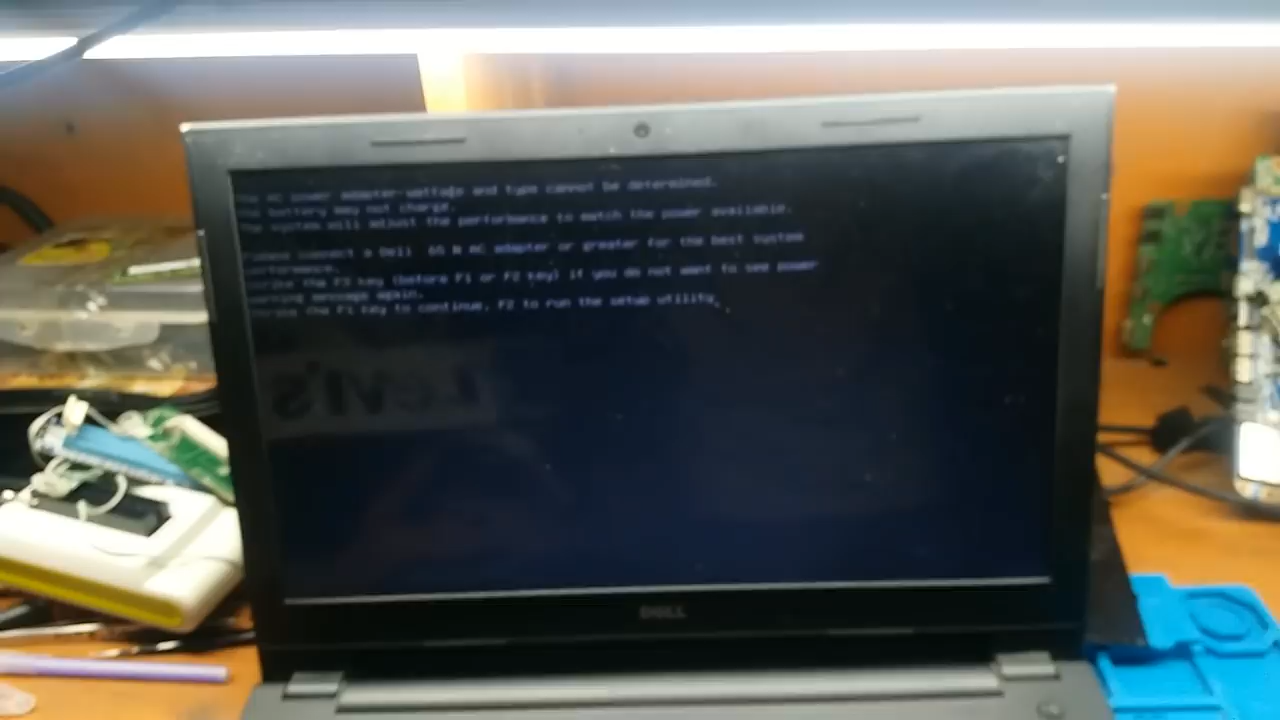 The AC power adapter wattage and type cannot be determined.
The battery may not charge.
The system will adjust the performance to match the power available.
Please connect a Dell 65 W AC adapter or greater for the best system
performance.
Strike the F3 key (before F1 or F2 key) if you do not want to see power
warning message again.
Strike the F1 key to continue, F2 to run the setup utility.
Levi's
DELL